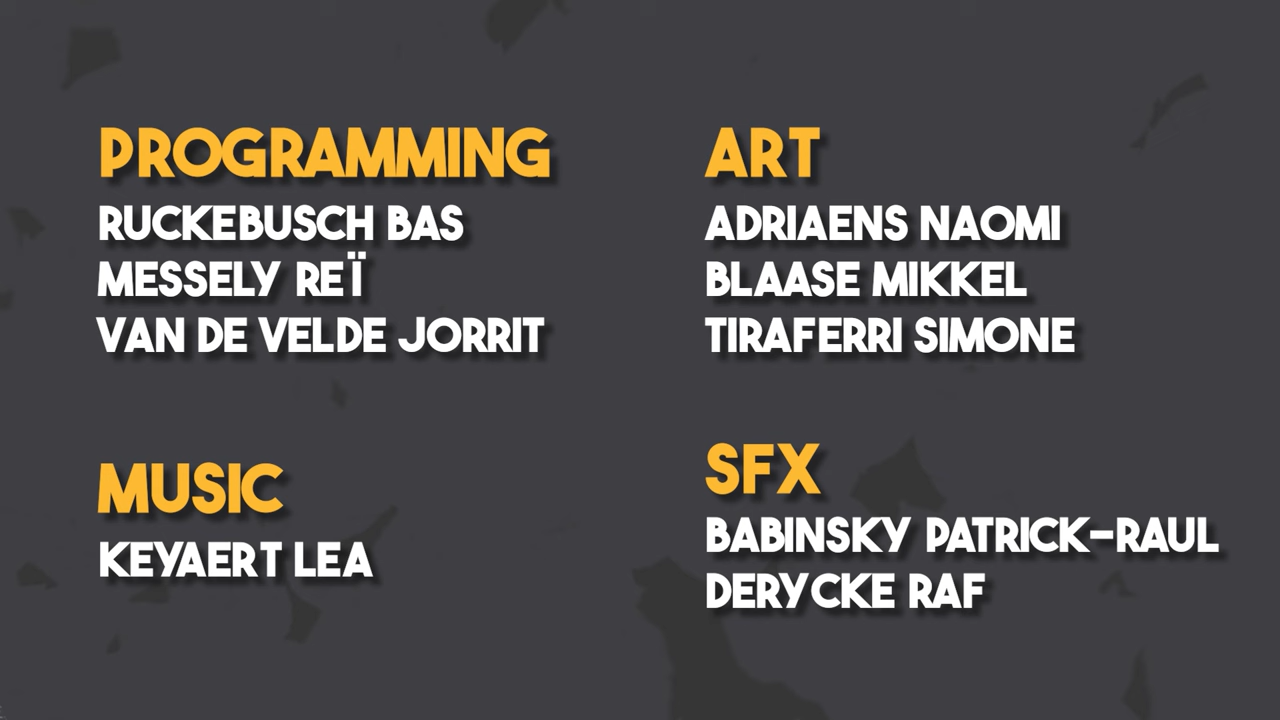 PROGRAMMING
RUCKEBUSCH BAS
MESSELY REÏ
VAN DE VELDE JORRIT
MUSIC
KEYAERT LEA
ART
ADRIAENS NAOMI
BLAASE MIKKEL
TIRAFERRI SIMONE
SFX
BABINSKY PATRICK-RAUL
DERYCKE RAF